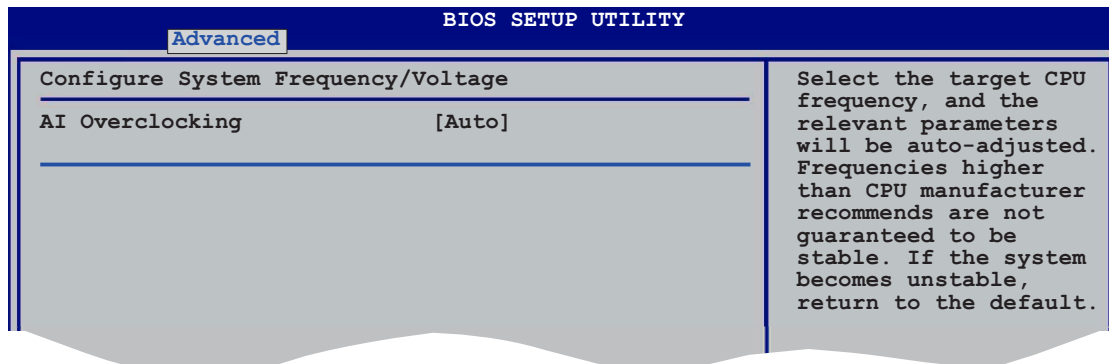 BIOS SETUP UTILITY
Advanced
Configure System Frequency/Voltage
AI Overclocking [Auto]
Select the target CPU
frequency, and the
relevant parameters
will be auto-adjusted.
Frequencies higher
than CPU manufacturer
recommends are not
guaranteed to be
stable. If the system
becomes unstable,
return to the default.